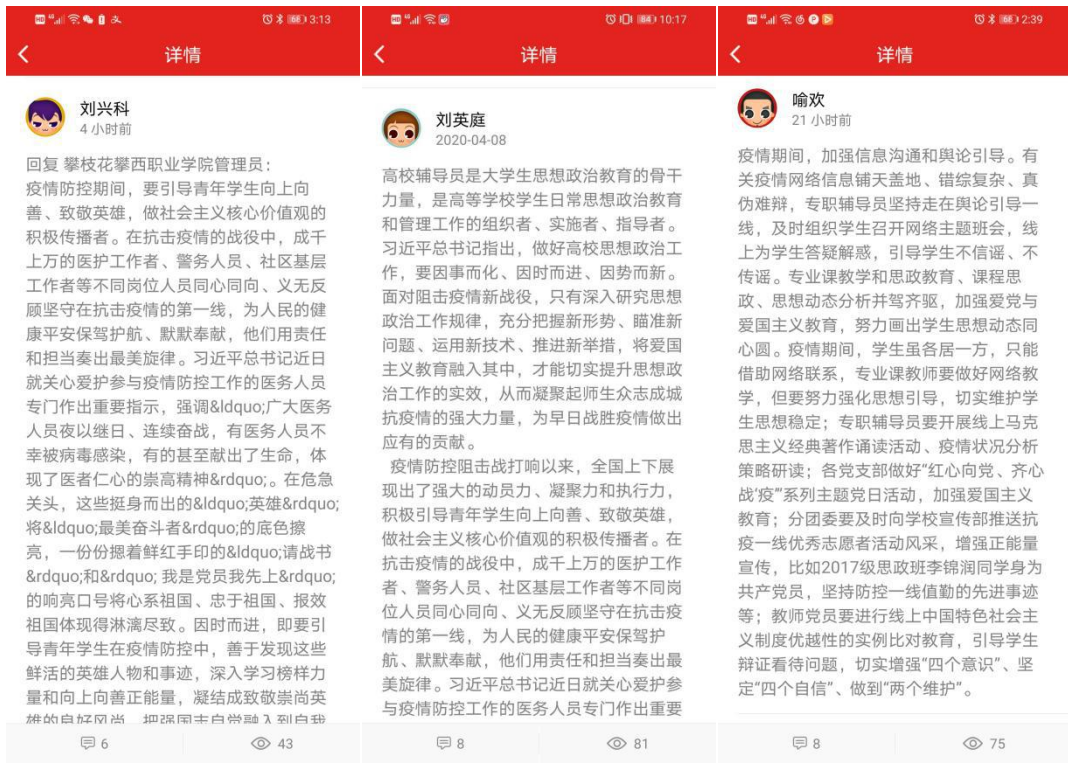 HD 46 68 3:13
详情
刘兴科
4 小时前
回复 攀枝花攀西职业学院管理员：
疫情防控期间，要引导青年学生向上向
善、致敬英雄，做社会主义核心价值观的
积极传播者。在抗击疫情的战役中，成千
上万的医护工作者、警务人员、社区基层
工作者等不同岗位人员同心同向、义无反
顾坚守在抗击疫情的第一线，为人民的健
康平安保驾护航、默默奉献，他们用责任
和担当奏出最美旋律。习近平总书记近日
就关心爱护参与疫情防控工作的医务人员
专门作出重要指示，强调&ldquo;广大医务
人员夜以继日、连续奋战，有医务人员不
幸被病毒感染，有的甚至献出了生命，体
现了医者仁心的崇高精神&rdquo;。在危急
关头，这些挺身而出的&ldquo;英雄&rdquo;
将&ldquo;最美奋斗者&rdquo;的底色擦
亮，一份份摁着鲜红手印的&ldquo;请战书
&rdquo;和&rdquo; 我是党员我先上&rdquo;
的响亮口号将心系祖国、忠于祖国、报效
祖国体现得淋漓尽致。因时而进，即要引
导青年学生在疫情防控中，善于发现这些
鲜活的英雄人物和事迹，深入学习榜样力
量和向上向善正能量，凝结成致敬崇尚英
雄的良好风尚，把强国志自觉融入到自我
6
43
HD 46 64 10:17
详情
刘英庭
2020-04-08
高校辅导员是大学生思想政治教育的骨干
力量，是高等学校学生日常思想政治教育
和管理工作的组织者、实施者、指导者。
习近平总书记指出，做好高校思想政治工
作，要因事而化、因时而进、因势而新。
面对阻击疫情新战役，只有深入研究思想
政治工作规律，充分把握新形势、瞄准新
问题、运用新技术、推进新举措，将爱国
主义教育融入其中，才能切实提升思想政
治工作的实效，从而凝聚起师生众志成城
抗疫情的强大力量，为早日战胜疫情做出
应有的贡献。
疫情防控阻击战打响以来，全国上下展
现出了强大的动员力、凝聚力和执行力，
积极引导青年学生向上向善、致敬英雄，
做社会主义核心价值观的积极传播者。在
抗击疫情的战役中，成千上万的医护工作
者、警务人员、社区基层工作者等不同岗
位人员同心同向、义无反顾坚守在抗击疫
情的第一线，为人民的健康平安保驾护
航、默默奉献，他们用责任和担当奏出最
美旋律。习近平总书记近日就关心爱护参
与疫情防控工作的医务人员专门作出重要
8
81
HD 46 68 2:39
详情
喻欢
21 小时前
疫情期间，加强信息沟通和舆论引导。有
关疫情网络信息铺天盖地、错综复杂、真
伪难辩，专职辅导员坚持走在舆论引导一
线，及时组织学生召开网络主题班会，线
上为学生答疑解惑，引导学生不信谣、不
传谣。专业课教学和思政教育、课程思
政、思想动态分析并驾齐驱，加强爱党与
爱国主义教育，努力画出学生思想动态同
心圆。疫情期间，学生虽各居一方，只能
借助网络联系，专业课教师要做好网络教
学，但要努力强化思想引导，切实维护学
生思想稳定；专职辅导员要开展线上马克
思主义经典著作诵读活动、疫情状况分析
策略研读；各党支部做好“红心向党、齐心
战‘疫’”系列主题党日活动，加强爱国主义
教育；分团委要及时向学校宣传部推送抗
疫一线优秀志愿者活动风采，增强正能量
宣传，比如2017级思政班李锦润同学身为
共产党员，坚持防控一线值勤的先进事迹
等；教师党员要进行线上中国特色社会主
义制度优越性的实例比对教育，引导学生
辩证看待问题，切实增强“四个意识”、坚
定“四个自信”、做到“两个维护”。
8
75